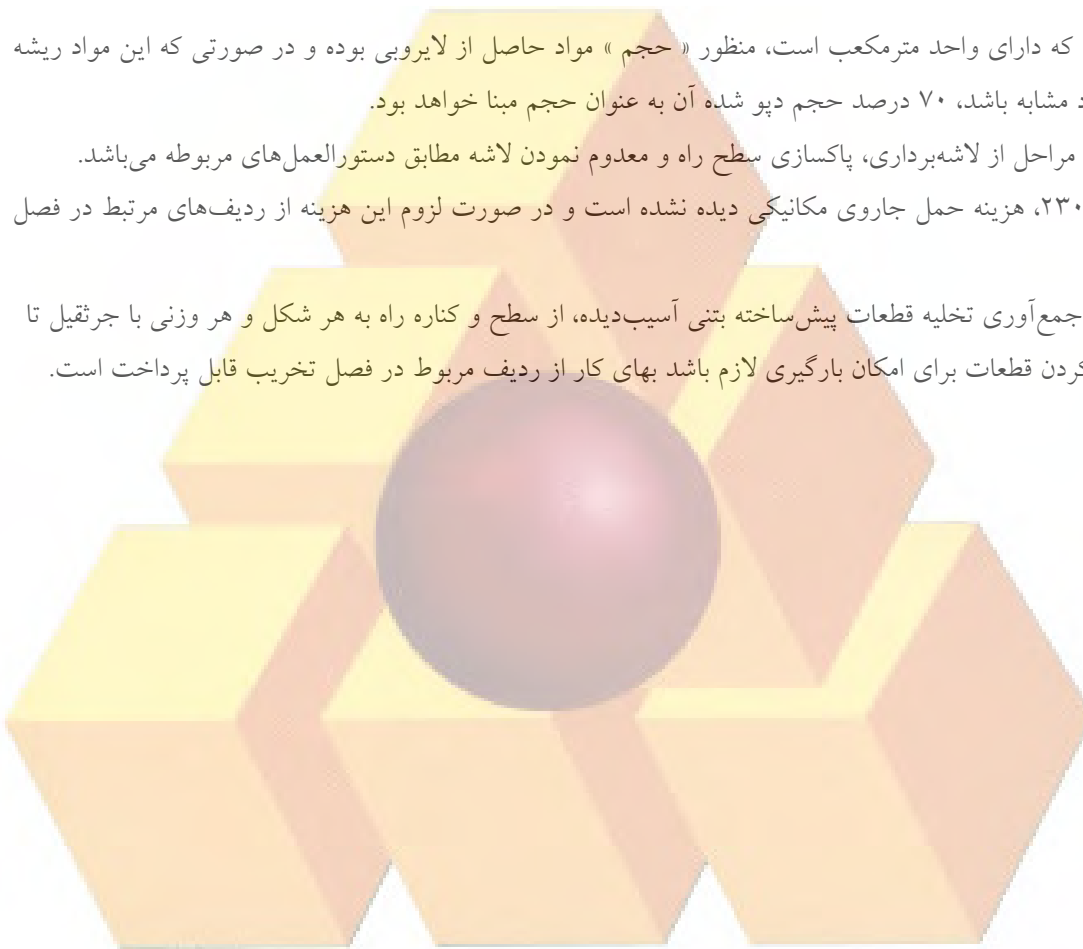 که دارای واحد مترمکعب است، منظور « حجم » مواد حاصل از لایروبی بوده و در صورتی که این مواد ریشه
د مشابه باشد، ۷۰ درصد حجم دپو شده آن به عنوان حجم مبنا خواهد بود.
مراحل از لاشه‌برداری، پاکسازی سطح راه و معدوم نمودن لاشه مطابق دستورالعمل‌های مربوطه می‌باشد.
۲۳۰، هزینه حمل جاروی مکانیکی دیده نشده است و در صورت لزوم این هزینه از ردیف‌های مرتبط در فصل
جمع‌آوری تخلیه قطعات پیش‌ساخته بتنی آسیب‌دیده، از سطح و کناره راه به هر شکل و هر وزنی با جرثقیل تا
کردن قطعات برای امکان بارگیری لازم باشد بهای کار از ردیف مربوط در فصل تخریب قابل پرداخت است.